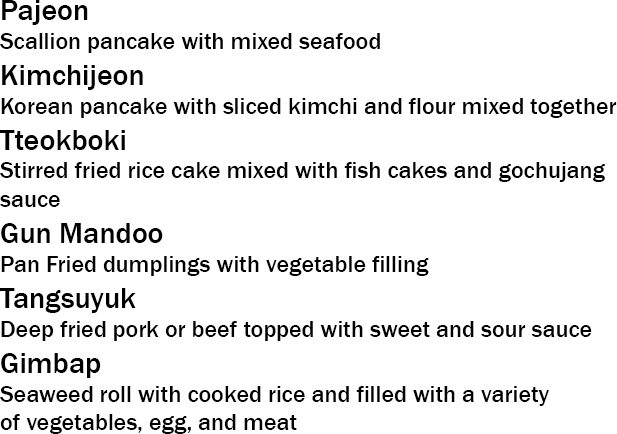 Pajeon
Scallion pancake with mixed seafood
Kimchijeon
Korean pancake with sliced kimchi and flour mixed together
Tteokboki
Stirred fried rice cake mixed with fish cakes and gochujang
sauce
Gun Mandoo
Pan Fried dumplings with vegetable filling
Tangsuyuk
Deep fried pork or beef topped with sweet and sour sauce
Gimbap
Seaweed roll with cooked rice and filled with a variety
of vegetables, egg, and meat